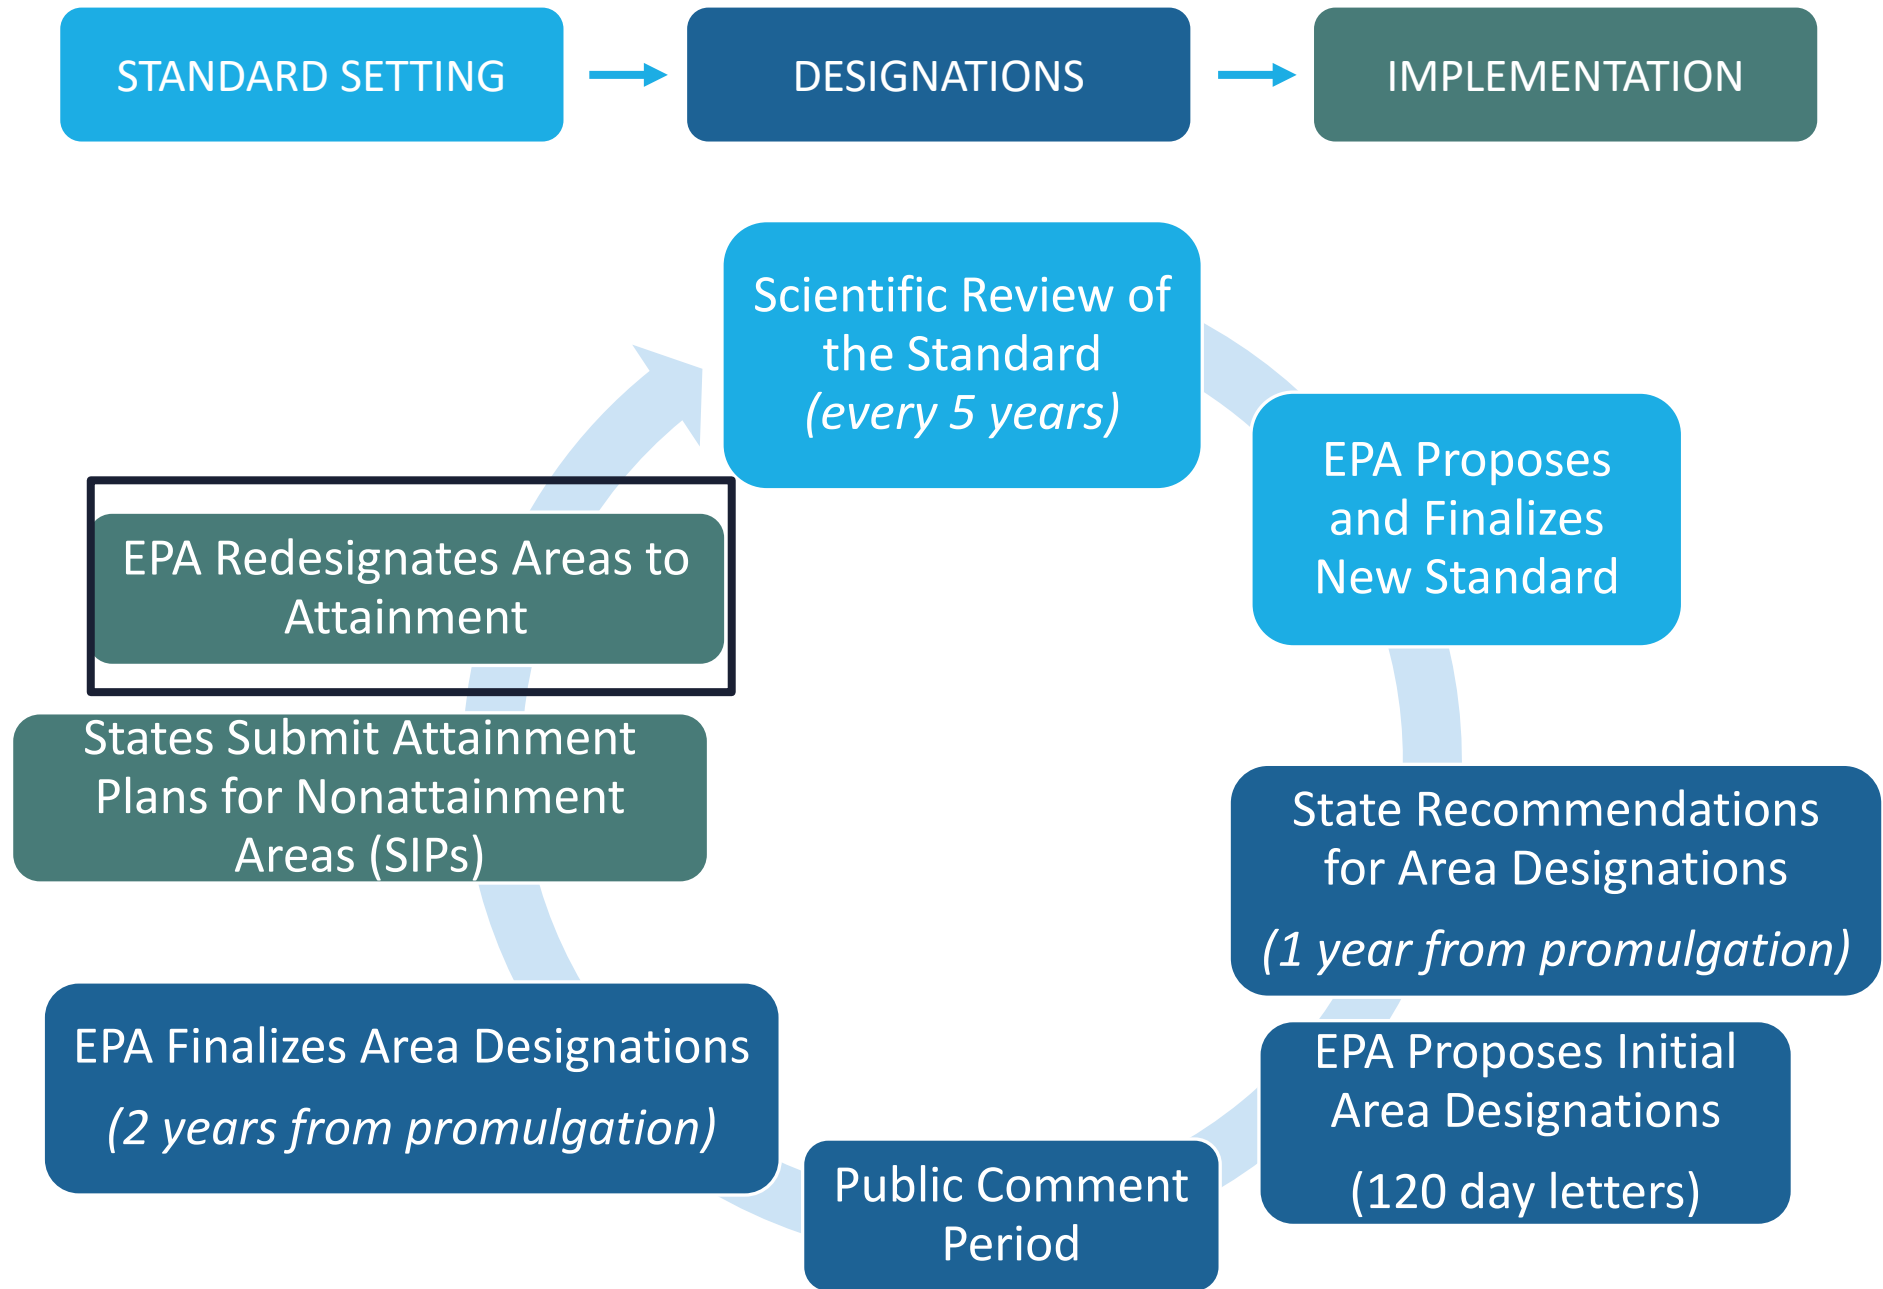 STANDARD SETTING
DESIGNATIONS
IMPLEMENTATION
Scientific Review of
the Standard
(every 5 years)
EPA Proposes
and Finalizes
New Standard
State Recommendations
for Area Designations
(1 year from promulgation)
EPA Proposes Initial
Area Designations
(120 day letters)
Public Comment
Period
EPA Finalizes Area Designations
(2 years from promulgation)
States Submit Attainment
Plans for Nonattainment
Areas (SIPs)
EPA Redesignates Areas to
Attainment